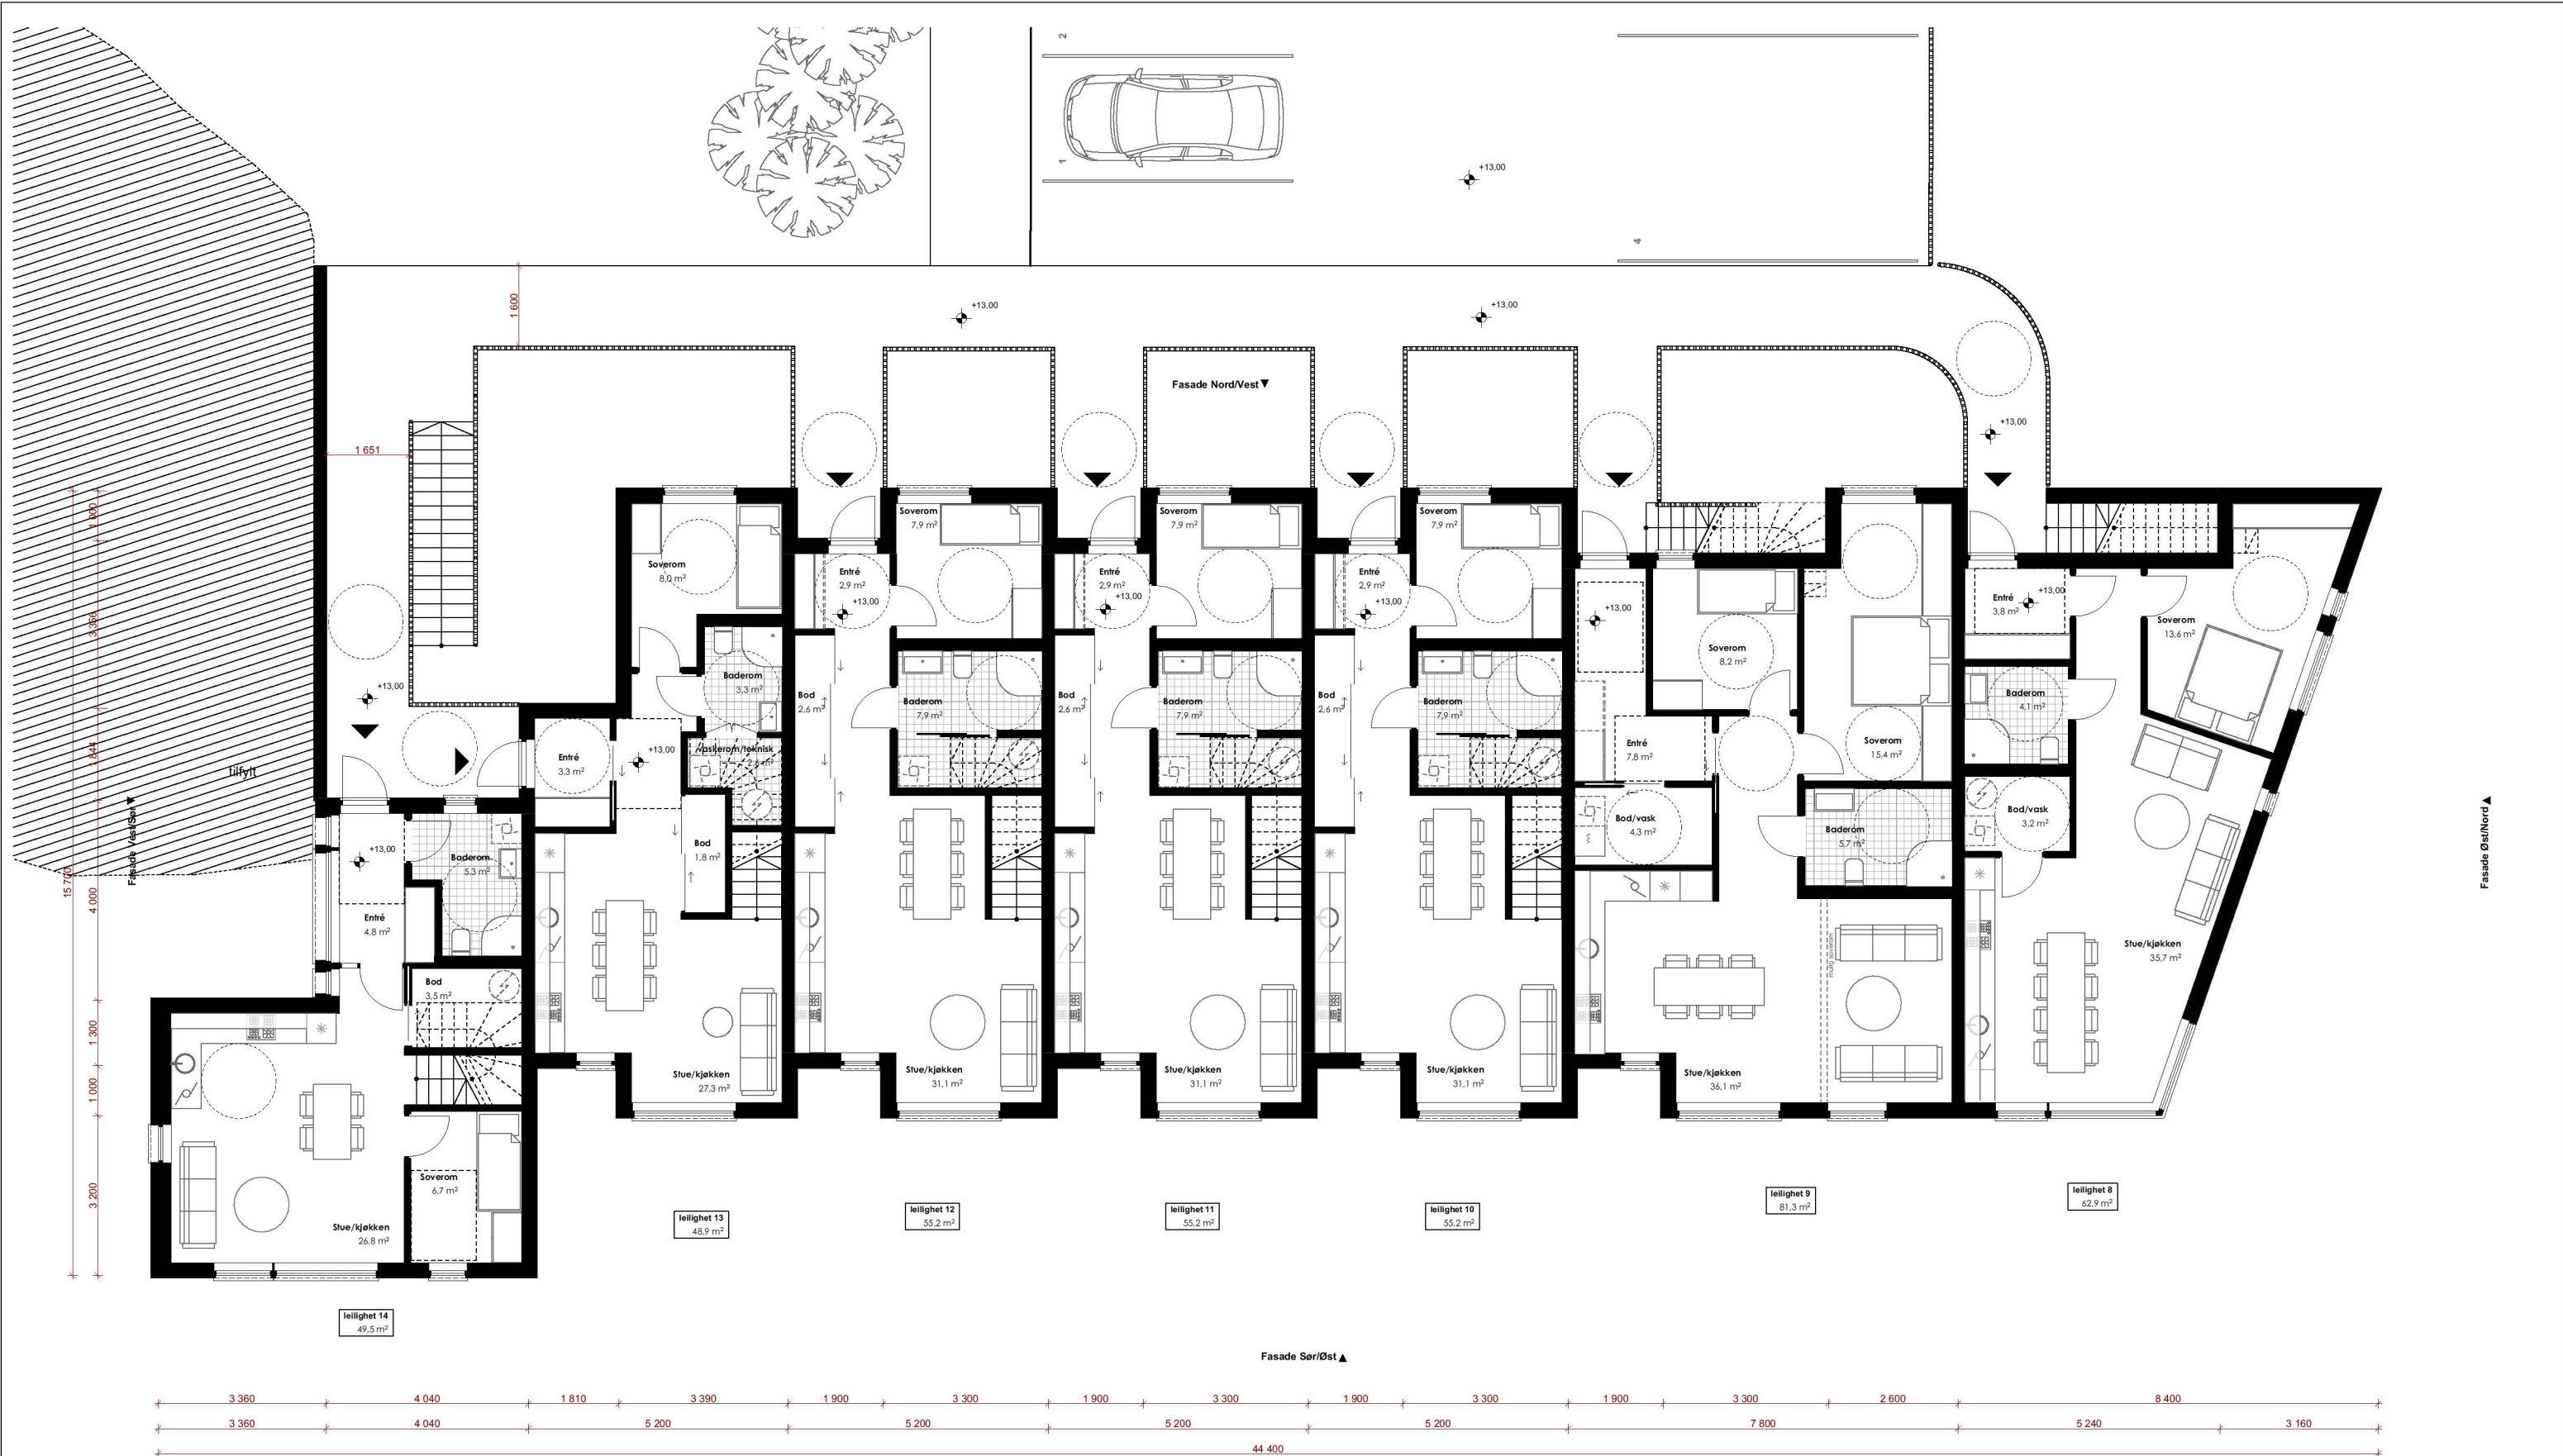 2
1
+13,00
4
1 600
+13,00
+13,00
Fasade Nord/Vest
+13,00
1 651
Soverom
8,0 m²
Soverom
7,9 m²
Soverom
7,9 m²
Soverom
7,9 m²
Entré
2,9 m²
+13,00
Entré
2,9 m²
+13,00
Entré
2,9 m²
+13,00
+13,00
Entré
3,8 m²
+13,00
Soverom
13,6 m²
Soverom
8,2 m²
Baderom
3,3 m²
Bod
2,6 m²
Baderom
7,9 m²
Bod
2,6 m²
Baderom
7,9 m²
Bod
2,6 m²
Baderom
7,9 m²
Baderom
4,1 m²
+13,00
Entré
3,3 m²
+13,00
Vaskerom/teknisk
Entré
7,8 m²
Soverom
15,4 m²
tilfylt
Fasade Vest/Sør
Fasade Øst/Nord
Bod
1,8 m²
Bod/vask
4,3 m²
Baderom
5,7 m²
Bod/vask
3,2 m²
+13,00
Baderom
5,3 m²
Entré
4,8 m²
Bod
3,5 m²
mulig soverom
Stue/kjøkken
35,7 m²
Stue/kjøkken
27,3 m²
Stue/kjøkken
31,1 m²
Stue/kjøkken
31,1 m²
Stue/kjøkken
31,1 m²
Stue/kjøkken
36,1 m²
Soverom
6,7 m²
Stue/kjøkken
26,8 m²
1 900
3 356
1 844
15 700
4 000
1 300
1 000
3 200
leilighet 13
48,9 m²
leilighet 12
55,2 m²
leilighet 11
55,2 m²
leilighet 10
55,2 m²
leilighet 9
81,3 m²
leilighet 8
62,9 m²
leilighet 14
49,5 m²
Fasade Sør/Øst
3 360 4 040 1 810 3 390 1 900 3 300 1 900 3 300 1 900 3 300 1 900 3 300 2 600 8 400
3 360 4 040 5 200 5 200 5 200 5 200 7 800 5 240 3 160
44 400